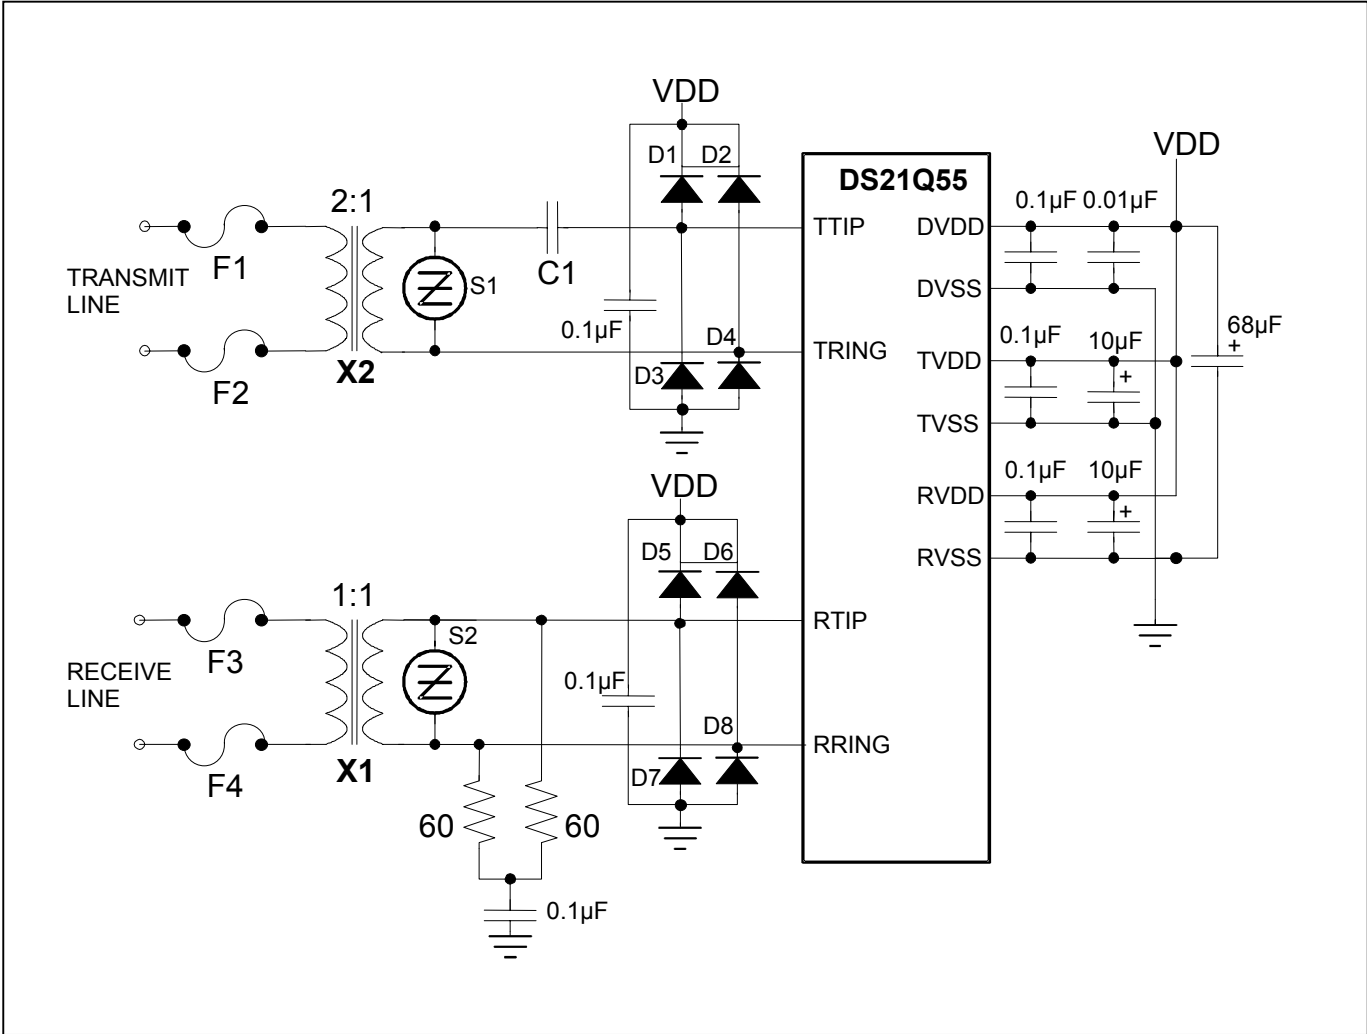 VDD
D1 D2
DS21Q55
VDD
0.1µF 0.01µF
2:1
TTIP
DVDD
F1
C1
TRANSMIT
LINE
S1
DVSS
0.1µF
68µF
+
0.1µF
10µF
D4
TRING
TVDD
X2
D3
+
F2
TVSS
0.1µF
10µF
VDD
RVDD
+
D5 D6
RVSS
1:1
RTIP
S2
F3
RECEIVE
LINE
0.1µF
D8
RRING
X1
D7
F4
60
60
0.1µF